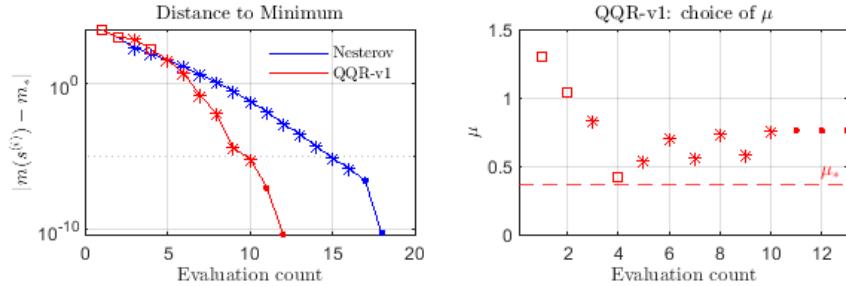 Distance to Minimum
|m(s^(i)) − m_*|
10^0
10^-5
10^-10
Nesterov
QQR-v1
0 5 10 15 20
Evaluation count
QQR-v1: choice of μ
μ
1.5
1
0.5
0
μ_*
2 4 6 8 10 12
Evaluation count